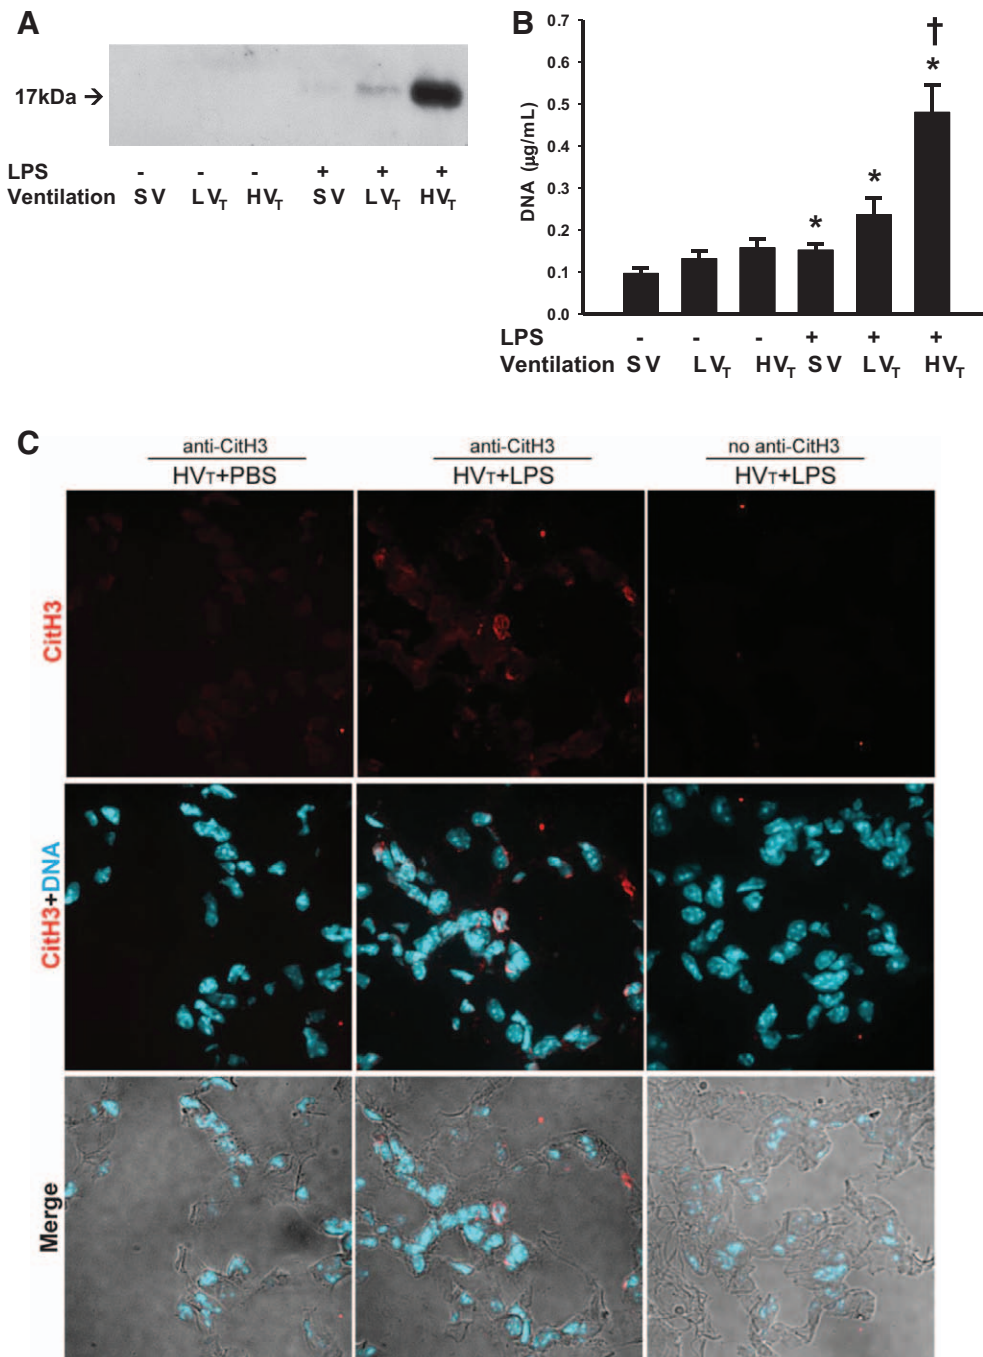 A
17kDa →
LPS - - - + + +
Ventilation SV LVT HVT SV LVT HVT
B
DNA (µg/mL)
0.7
0.6
0.5
0.4
0.3
0.2
0.1
0.0
* * * †
LPS - - - + + +
Ventilation SV LVT HVT SV LVT HVT
C
anti-CitH3 anti-CitH3 no anti-CitH3
HVT+PBS HVT+LPS HVT+LPS
CitH3
CitH3+DNA
Merge